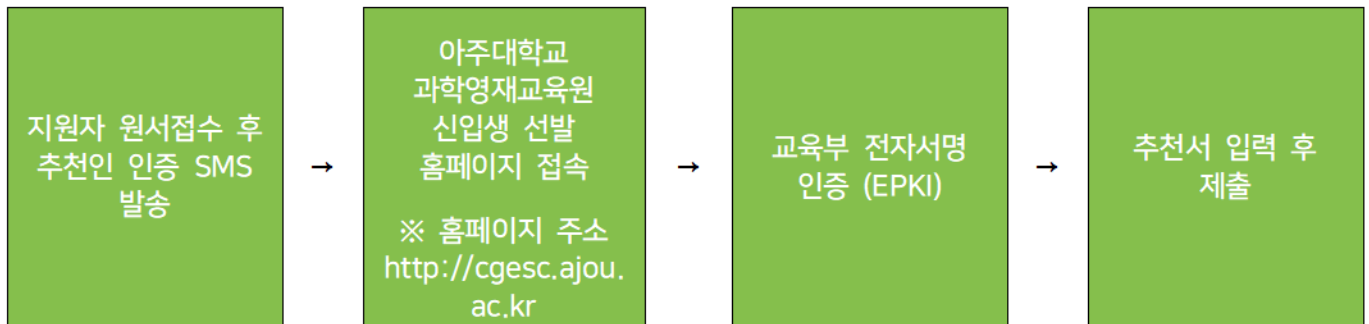 지원자 원서접수 후
추천인 인증 SMS
발송
→
아주대학교
과학영재교육원
신입생 선발
홈페이지 접속
※ 홈페이지 주소
http://cgesc.ajou.
ac.kr
→
교육부 전자서명
인증 (EPKI)
→
추천서 입력 후
제출